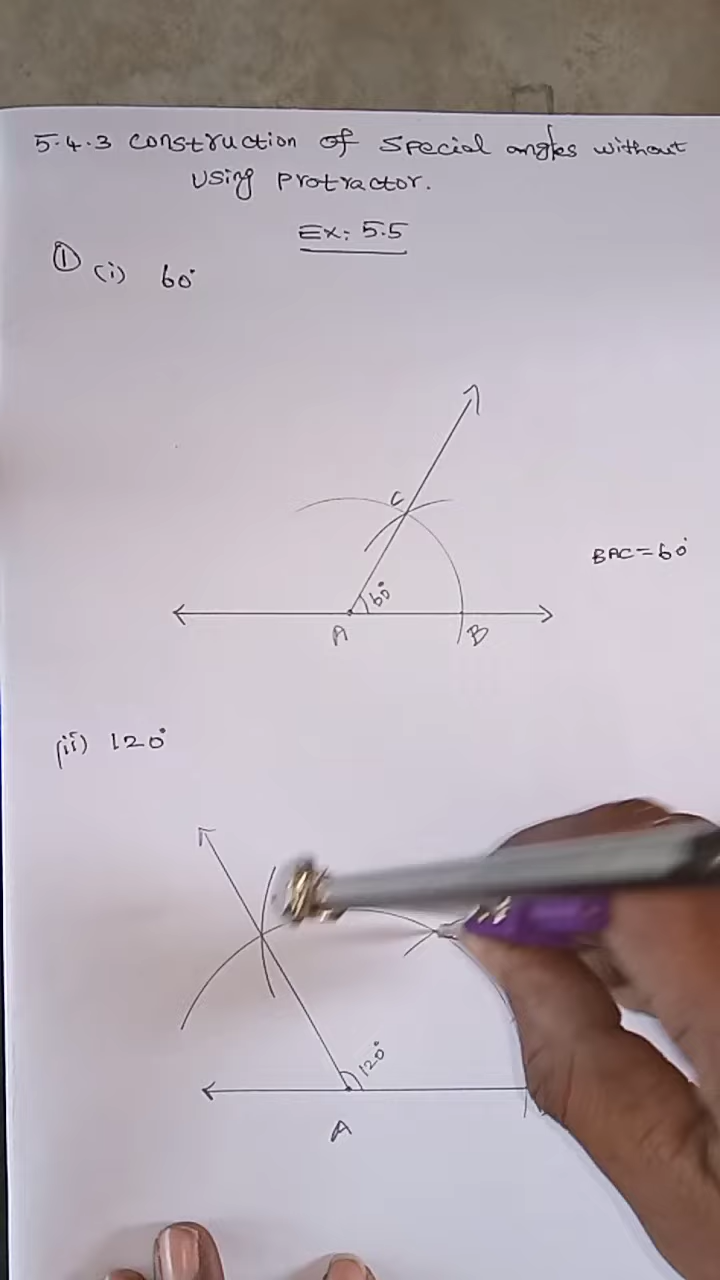 5.4.3 Construction of special angles without
using protractor.
Ex: 5.5
① (i) 60°
C
BAC = 60°
60°
A
B
(ii) 120°
120°
A